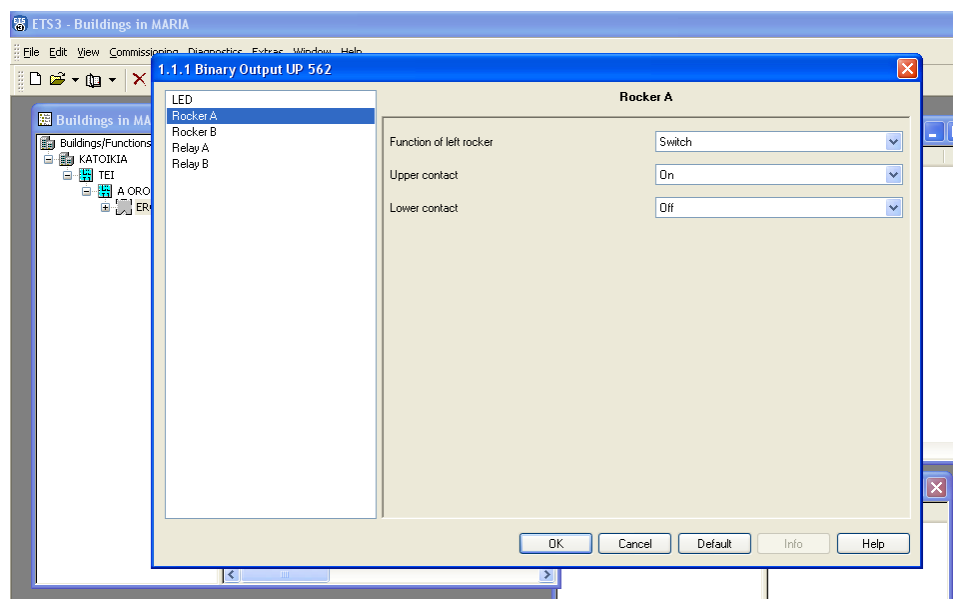 ETS3 - Buildings in MARIA
File Edit View Commissioning Diagnostics Extras Window Help
1.1.1 Binary Output UP 562
Buildings in MA
Buildings/Functions
KATOIKIA
TEI
A ORO
ER
LED
Rocker A
Rocker B
Relay A
Relay B
Rocker A
Function of left rocker Switch
Upper contact On
Lower contact Off
OK Cancel Default Info Help